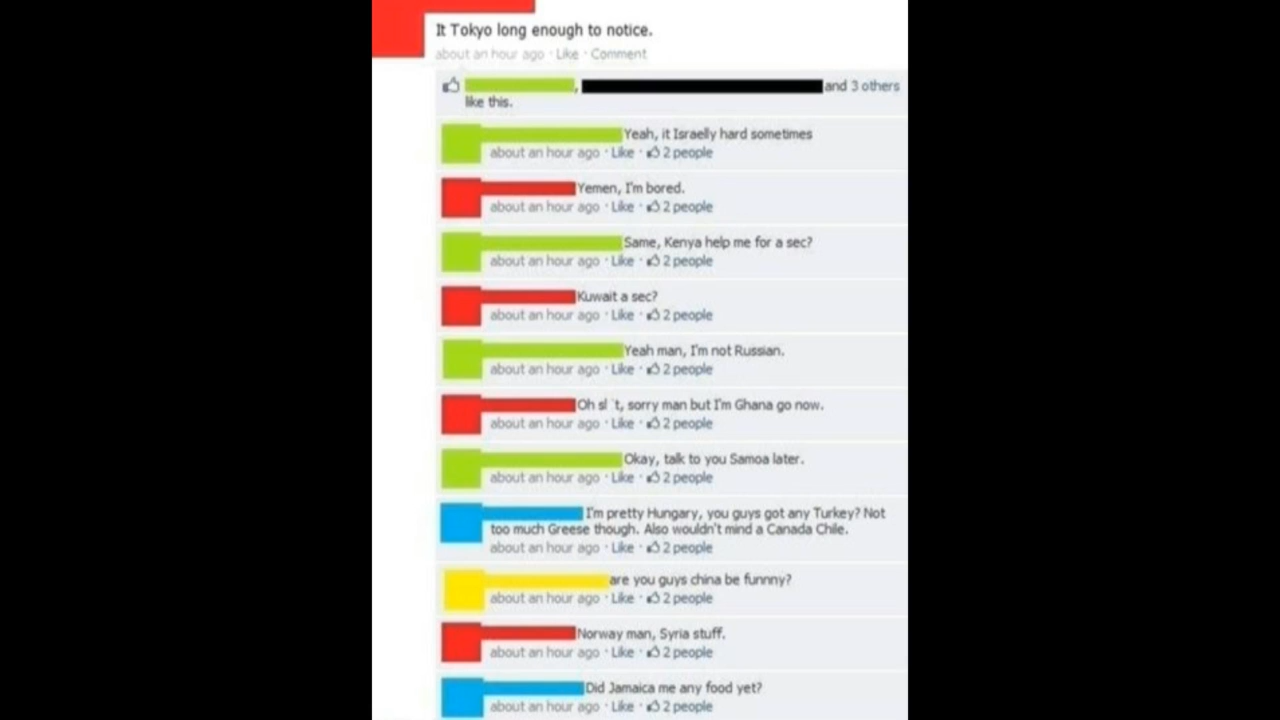 It Tokyo long enough to notice.
about an hour ago · Like · Comment
, and 3 others
like this.
Yeah, it Israelly hard sometimes
about an hour ago · Like · 2 people
Yemen, I'm bored.
about an hour ago · Like · 2 people
Same, Kenya help me for a sec?
about an hour ago · Like · 2 people
Kuwait a sec?
about an hour ago · Like · 2 people
Yeah man, I'm not Russian.
about an hour ago · Like · 2 people
Oh sl t, sorry man but I'm Ghana go now.
about an hour ago · Like · 2 people
Okay, talk to you Samoa later.
about an hour ago · Like · 2 people
I'm pretty Hungary, you guys got any Turkey? Not
too much Greese though. Also wouldn't mind a Canada Chile.
about an hour ago · Like · 2 people
are you guys china be funnny?
about an hour ago · Like · 2 people
Norway man, Syria stuff.
about an hour ago · Like · 2 people
Did Jamaica me any food yet?
about an hour ago · Like · 2 people